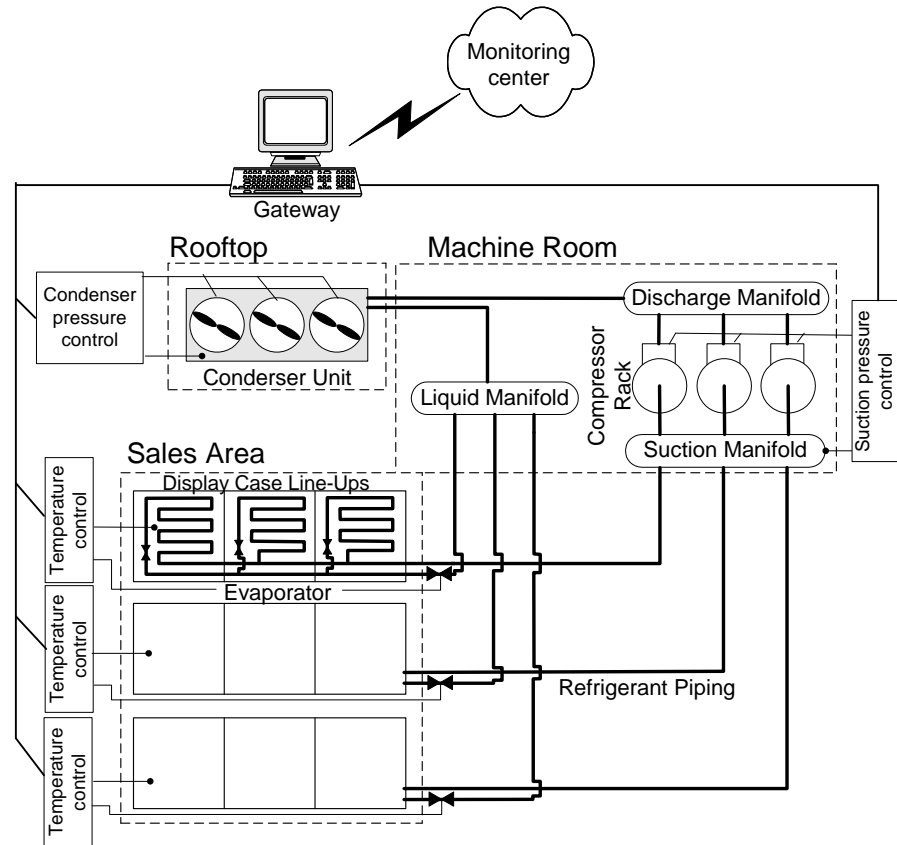 Monitoring
center
Gateway
Rooftop
Machine Room
Condenser
pressure
control
Conderser Unit
Discharge Manifold
Compressor
Rack
Suction pressure
control
Liquid Manifold
Suction Manifold
Sales Area
Display Case Line-Ups
Temperature
control
Evaporator
Temperature
control
Refrigerant Piping
Temperature
control